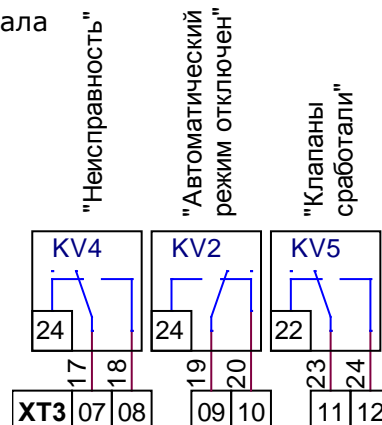 ала
"Неисправность"
"Автоматический
режим отключен"
"Клапаны
сработали"
KV4
KV2
KV5
24
24
22
17
18
19
20
23
24
XT3 07 08
09 10
11 12